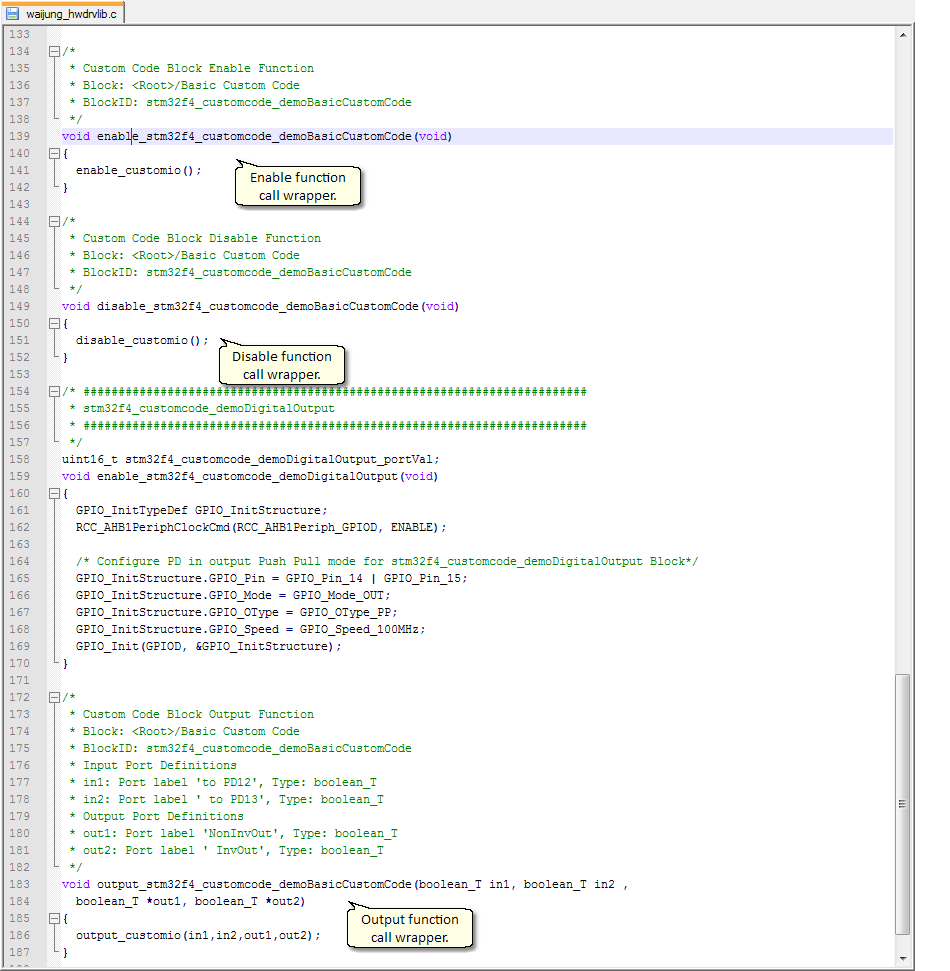 waijung_hwdrvlib.c
133
134 /*
135  * Custom Code Block Enable Function
136  * Block: <Root>/Basic Custom Code
137  * BlockID: stm32f4_customcode_demoBasicCustomCode
138  */
139 void enable_stm32f4_customcode_demoBasicCustomCode(void)
140 {
141   enable_customio();
142 }
Enable function
call wrapper.
143
144 /*
145  * Custom Code Block Disable Function
146  * Block: <Root>/Basic Custom Code
147  * BlockID: stm32f4_customcode_demoBasicCustomCode
148  */
149 void disable_stm32f4_customcode_demoBasicCustomCode(void)
150 {
151   disable_customio();
152 }
Disable function
call wrapper.
153
154 /* ########################################################################
155  * stm32f4_customcode_demoDigitalOutput
156  * ########################################################################
157  */
158 uint16_t stm32f4_customcode_demoDigitalOutput_portVal;
159 void enable_stm32f4_customcode_demoDigitalOutput(void)
160 {
161   GPIO_InitTypeDef GPIO_InitStructure;
162   RCC_AHB1PeriphClockCmd(RCC_AHB1Periph_GPIOD, ENABLE);
163
164   /* Configure PD in output Push Pull mode for stm32f4_customcode_demoDigitalOutput Block*/
165   GPIO_InitStructure.GPIO_Pin = GPIO_Pin_14 | GPIO_Pin_15;
166   GPIO_InitStructure.GPIO_Mode = GPIO_Mode_OUT;
167   GPIO_InitStructure.GPIO_OType = GPIO_OType_PP;
168   GPIO_InitStructure.GPIO_Speed = GPIO_Speed_100MHz;
169   GPIO_Init(GPIOD, &GPIO_InitStructure);
170 }
171
172 /*
173  * Custom Code Block Output Function
174  * Block: <Root>/Basic Custom Code
175  * BlockID: stm32f4_customcode_demoBasicCustomCode
176  * Input Port Definitions
177  * in1: Port label 'to PD12', Type: boolean_T
178  * in2: Port label ' to PD13', Type: boolean_T
179  * Output Port Definitions
180  * out1: Port label 'NonInvOut', Type: boolean_T
181  * out2: Port label ' InvOut', Type: boolean_T
182  */
183 void output_stm32f4_customcode_demoBasicCustomCode(boolean_T in1, boolean_T in2 ,
184   boolean_T *out1, boolean_T *out2)
185 {
186   output_customio(in1,in2,out1,out2);
187 }
Output function
call wrapper.